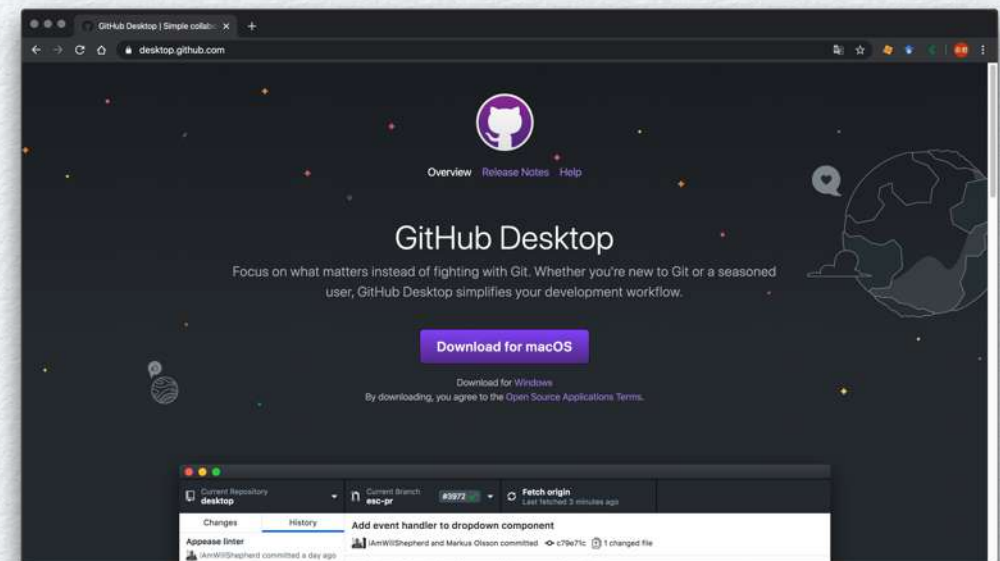 GitHub Desktop | Simple collab
desktop.github.com
Overview Release Notes Help
GitHub Desktop
Focus on what matters instead of fighting with Git. Whether you're new to Git or a seasoned
user, GitHub Desktop simplifies your development workflow.
Download for macOS
Download for Windows
By downloading, you agree to the Open Source Applications Terms.
Current Repository
desktop
Current Branch
esc-pr
#3972
Fetch origin
Last fetched 3 minutes ago
Changes History
Add event handler to dropdown component
Appease linter
iAmWillShepherd and Markus Olsson committed c79e71c 1 changed file
iAmWillShepherd committed a day ago